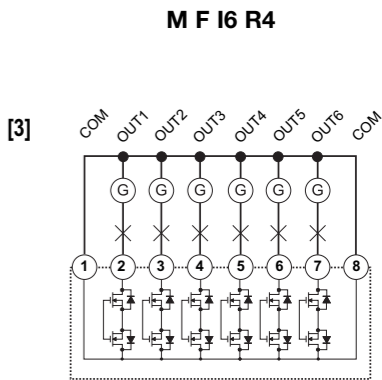 M F I6 R4
[3]
COM OUT1 OUT2 OUT3 OUT4 OUT5 OUT6 COM
G G G G G G
1 2 3 4 5 6 7 8